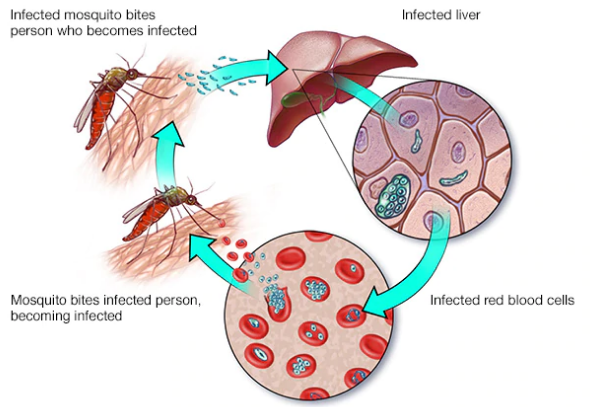 Infected mosquito bites
person who becomes infected
Infected liver
Infected red blood cells
Mosquito bites infected person,
becoming infected